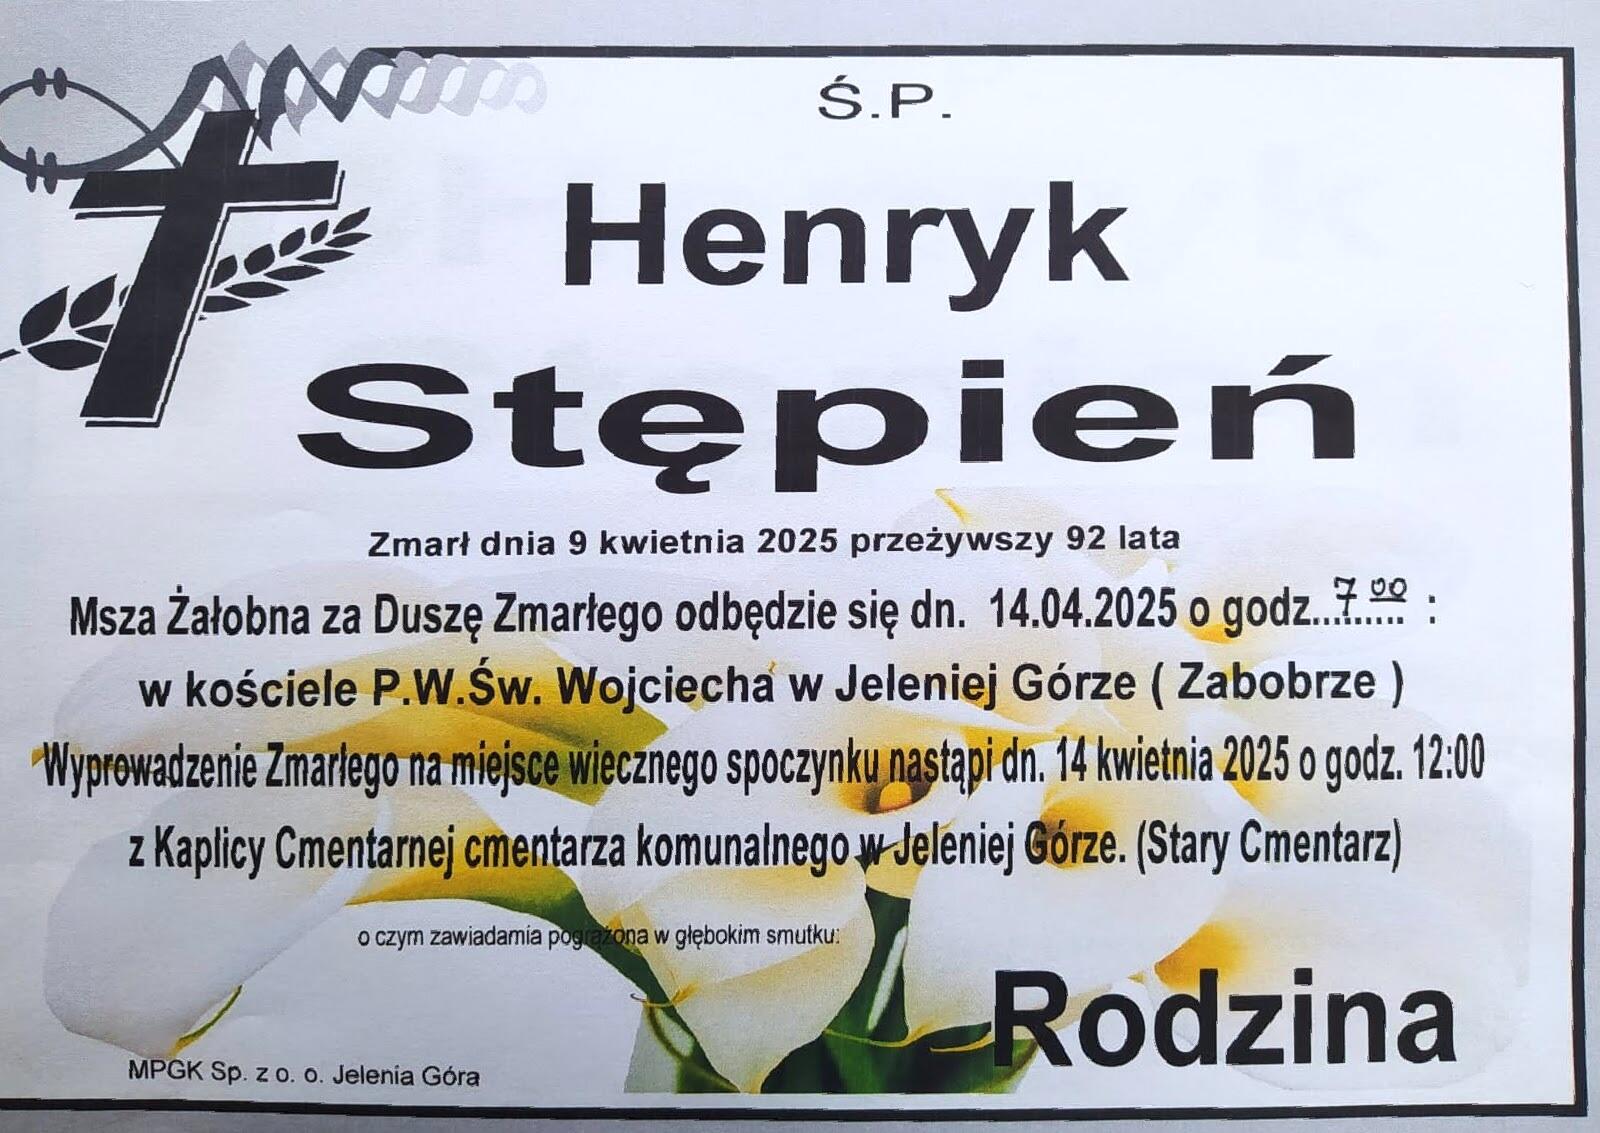 Ś.P.
Henryk
Stępień
Zmarł dnia 9 kwietnia 2025 przeżywszy 92 lata
Msza Żałobna za Duszę Zmarłego odbędzie się dn. 14.04.2025 o godz..7.00... :
w kościele P.W.Św. Wojciecha w Jeleniej Górze ( Zabobrze )
Wyprowadzenie Zmarłego na miejsce wiecznego spoczynku nastąpi dn. 14 kwietnia 2025 o godz. 12:00
z Kaplicy Cmentarnej cmentarza komunalnego w Jeleniej Górze. (Stary Cmentarz)
o czym zawiadamia pogrążona w głębokim smutku:
Rodzina
MPGK Sp. z o. o. Jelenia Góra